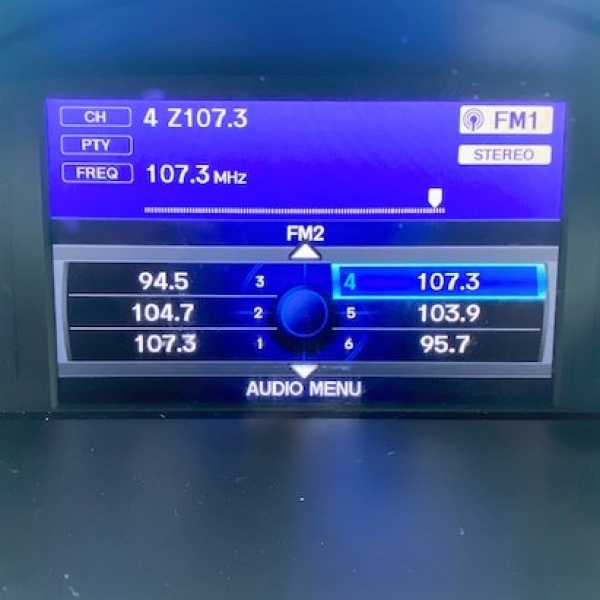 CH 4 Z107.3 FM1
PTY STEREO
FREQ 107.3 MHz
FM2
94.5 3 4 107.3
104.7 2 5 103.9
107.3 1 6 95.7
AUDIO MENU